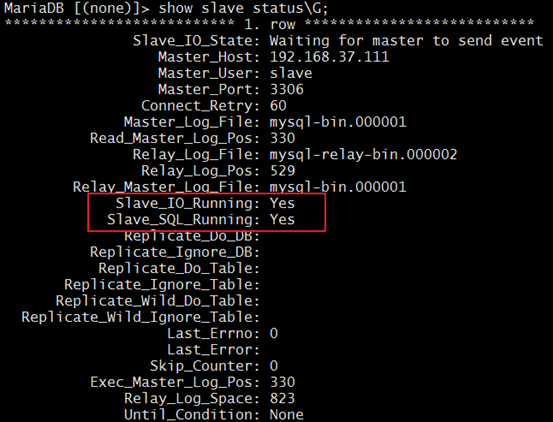 MariaDB [(none)]> show slave status\G;
*************************** 1. row ***************************
Slave_IO_State: Waiting for master to send event
Master_Host: 192.168.37.111
Master_User: slave
Master_Port: 3306
Connect_Retry: 60
Master_Log_File: mysql-bin.000001
Read_Master_Log_Pos: 330
Relay_Log_File: mysql-relay-bin.000002
Relay_Log_Pos: 529
Relay_Master_Log_File: mysql-bin.000001
Slave_IO_Running: Yes
Slave_SQL_Running: Yes
Replicate_Do_DB:
Replicate_Ignore_DB:
Replicate_Do_Table:
Replicate_Ignore_Table:
Replicate_Wild_Do_Table:
Replicate_Wild_Ignore_Table:
Last_Errno: 0
Last_Error:
Skip_Counter: 0
Exec_Master_Log_Pos: 330
Relay_Log_Space: 823
Until_Condition: None